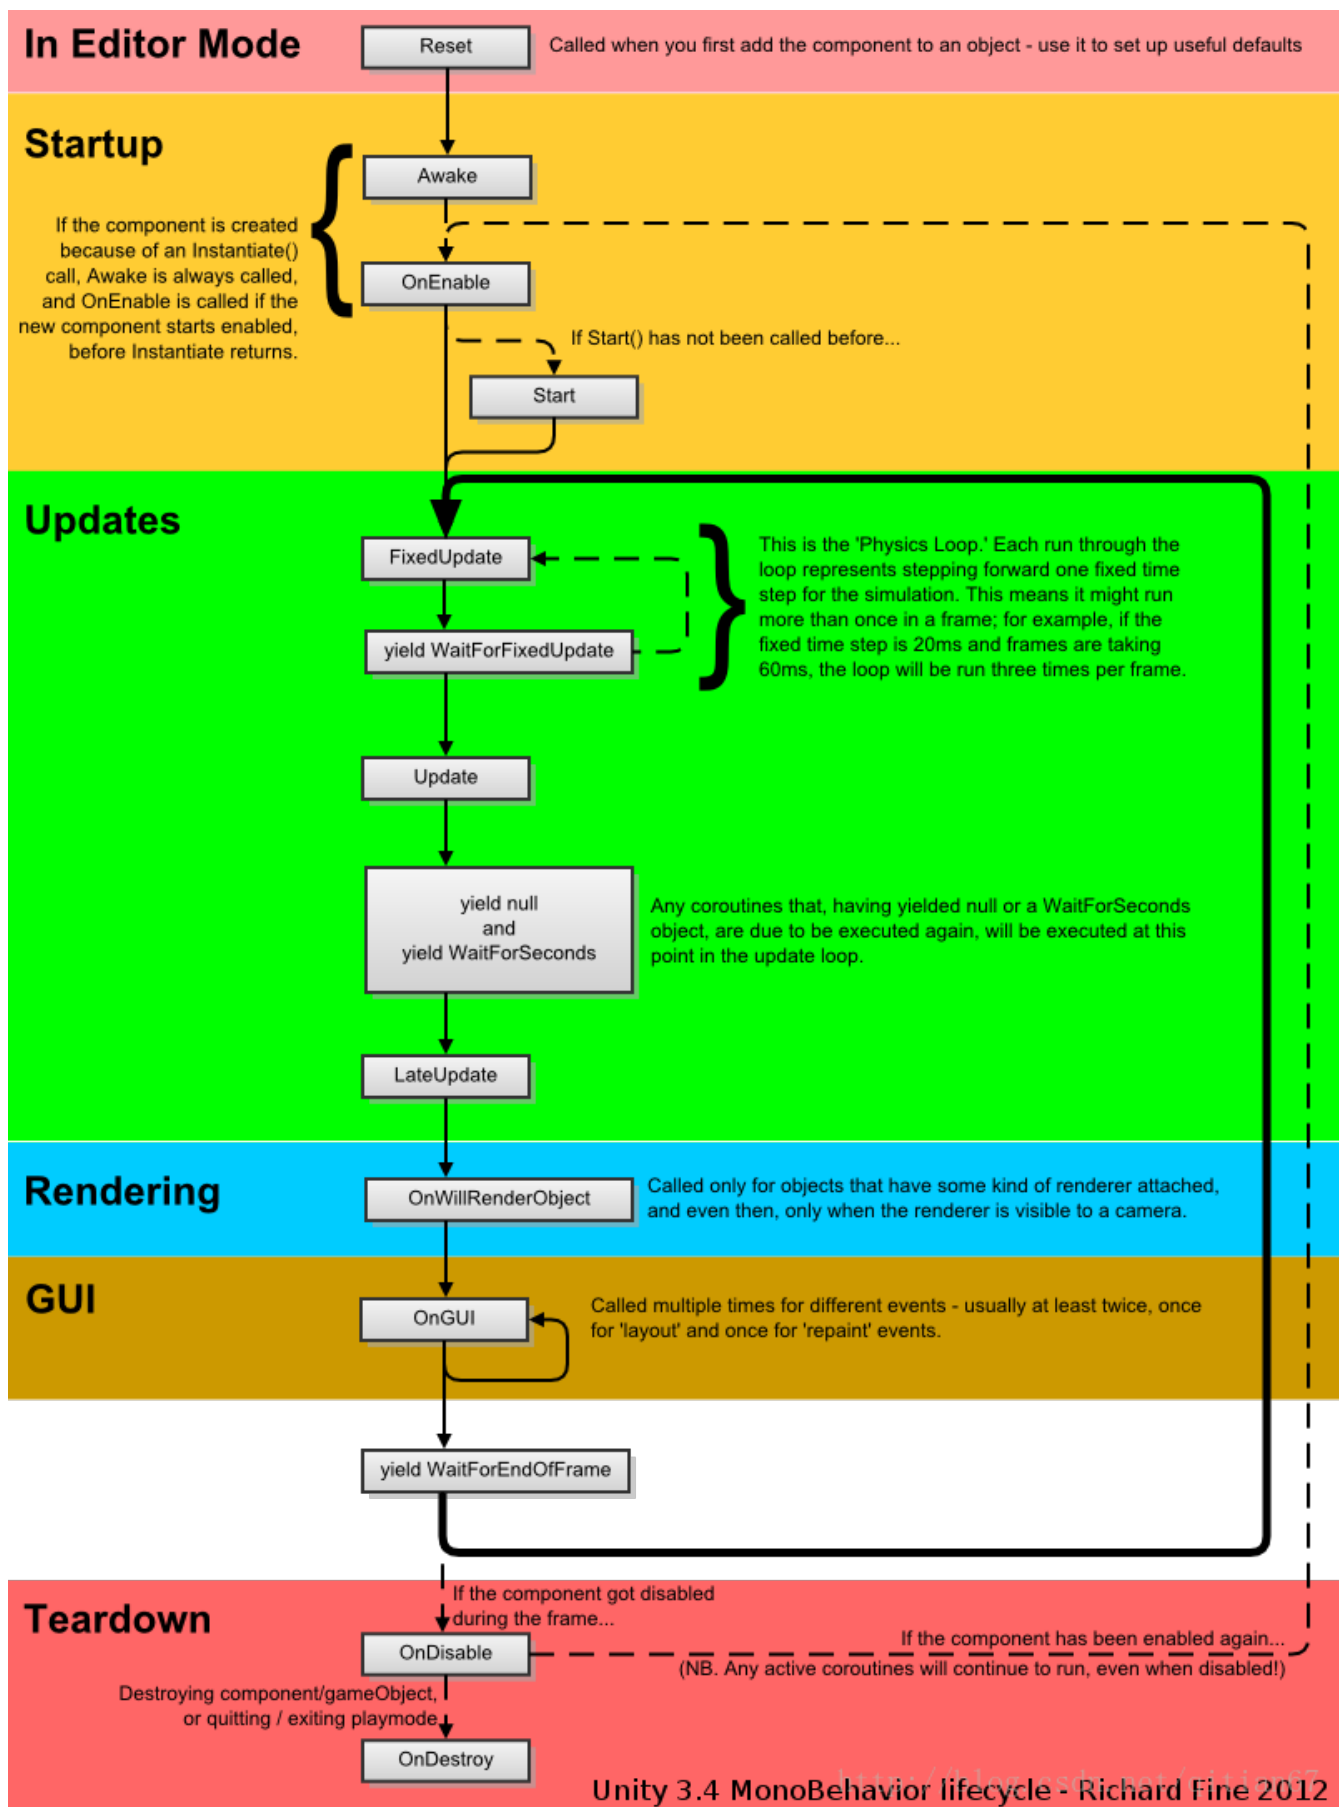 In Editor Mode
Reset
Called when you first add the component to an object - use it to set up useful defaults
Startup
Awake
If the component is created
because of an Instantiate()
call, Awake is always called,
and OnEnable is called if the
new component starts enabled,
before Instantiate returns.
OnEnable
If Start() has not been called before...
Start
Updates
FixedUpdate
yield WaitForFixedUpdate
This is the 'Physics Loop.' Each run through the
loop represents stepping forward one fixed time
step for the simulation. This means it might run
more than once in a frame; for example, if the
fixed time step is 20ms and frames are taking
60ms, the loop will be run three times per frame.
Update
yield null
and
yield WaitForSeconds
Any coroutines that, having yielded null or a WaitForSeconds
object, are due to be executed again, will be executed at this
point in the update loop.
LateUpdate
Rendering
OnWillRenderObject
Called only for objects that have some kind of renderer attached,
and even then, only when the renderer is visible to a camera.
GUI
OnGUI
Called multiple times for different events - usually at least twice, once
for 'layout' and once for 'repaint' events.
yield WaitForEndOfFrame
Teardown
If the component got disabled
during the frame...
OnDisable
If the component has been enabled again...
(NB. Any active coroutines will continue to run, even when disabled!)
Destroying component/gameObject,
or quitting / exiting playmode
OnDestroy
Unity 3.4 MonoBehavior lifecycle - Richard Fine 2012